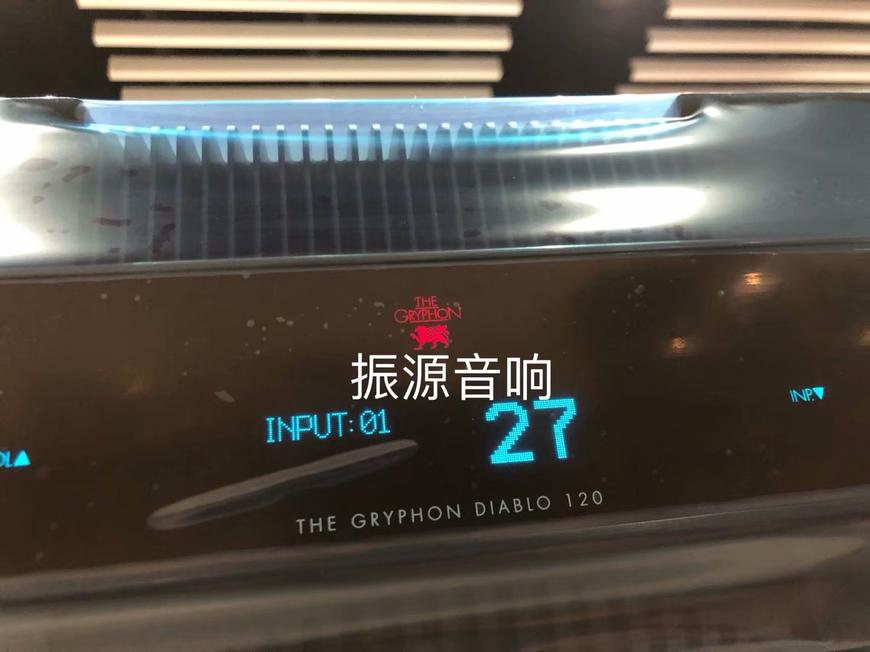 THE
GRYPHON
振源音响
INPUT:01
27
INP.▼
THE GRYPHON DIABLO 120